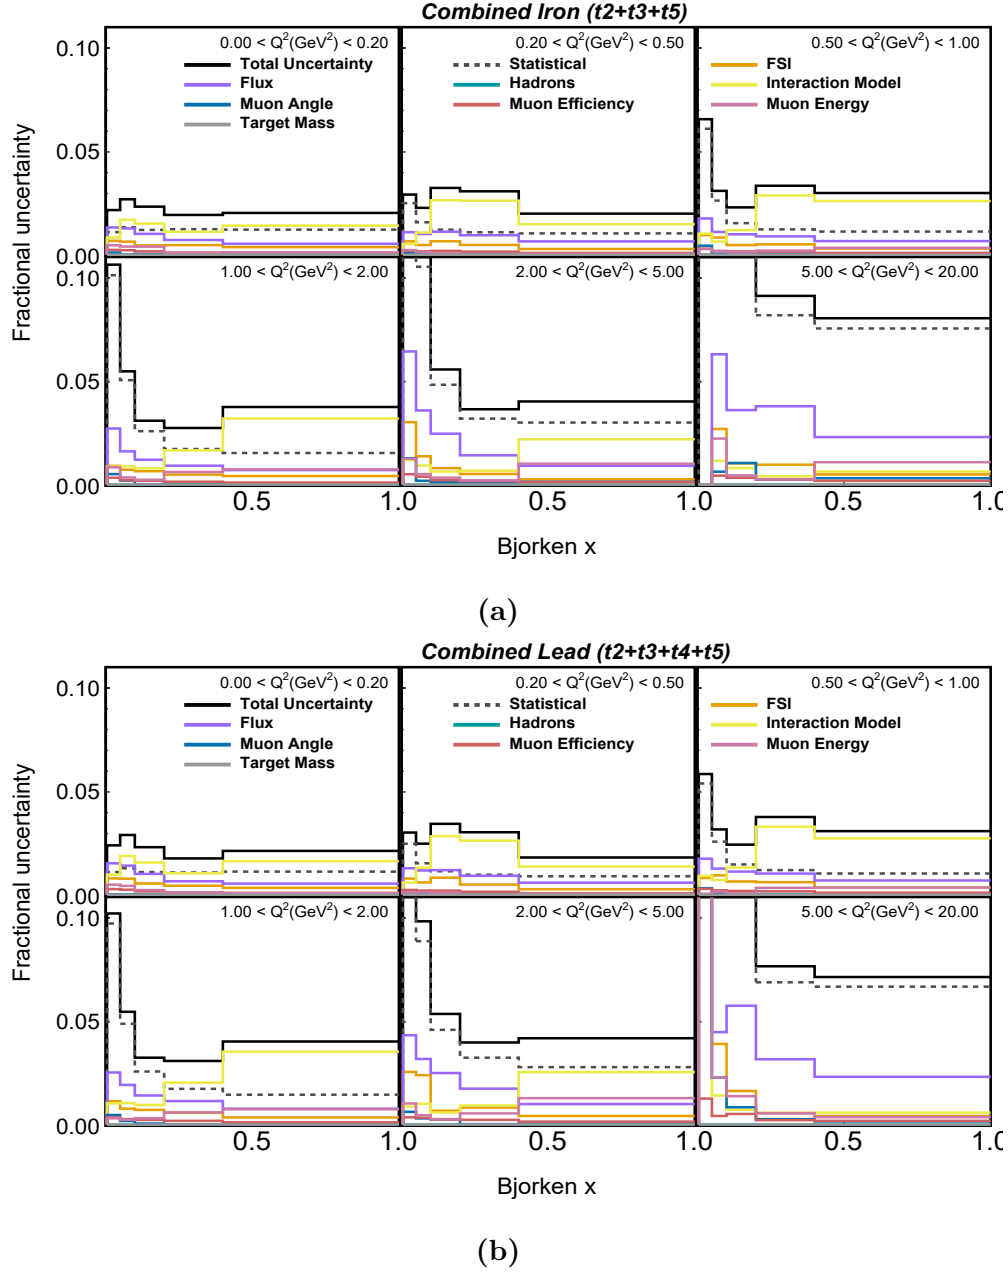 Combined Iron (t2+t3+t5)
0.00 < Q²(GeV²) < 0.20
Total Uncertainty
Flux
Muon Angle
Target Mass
0.20 < Q²(GeV²) < 0.50
Statistical
Hadrons
Muon Efficiency
0.50 < Q²(GeV²) < 1.00
FSI
Interaction Model
Muon Energy
0.10
0.05
0.00
Fractional uncertainty
1.00 < Q²(GeV²) < 2.00
2.00 < Q²(GeV²) < 5.00
5.00 < Q²(GeV²) < 20.00
0.10
0.05
0.00
0.5
1.0
0.5
1.0
0.5
1.0
Bjorken x
(a)
Combined Lead (t2+t3+t4+t5)
0.00 < Q²(GeV²) < 0.20
Total Uncertainty
Flux
Muon Angle
Target Mass
0.20 < Q²(GeV²) < 0.50
Statistical
Hadrons
Muon Efficiency
0.50 < Q²(GeV²) < 1.00
FSI
Interaction Model
Muon Energy
0.10
0.05
0.00
Fractional uncertainty
1.00 < Q²(GeV²) < 2.00
2.00 < Q²(GeV²) < 5.00
5.00 < Q²(GeV²) < 20.00
0.10
0.05
0.00
0.5
1.0
0.5
1.0
0.5
1.0
Bjorken x
(b)